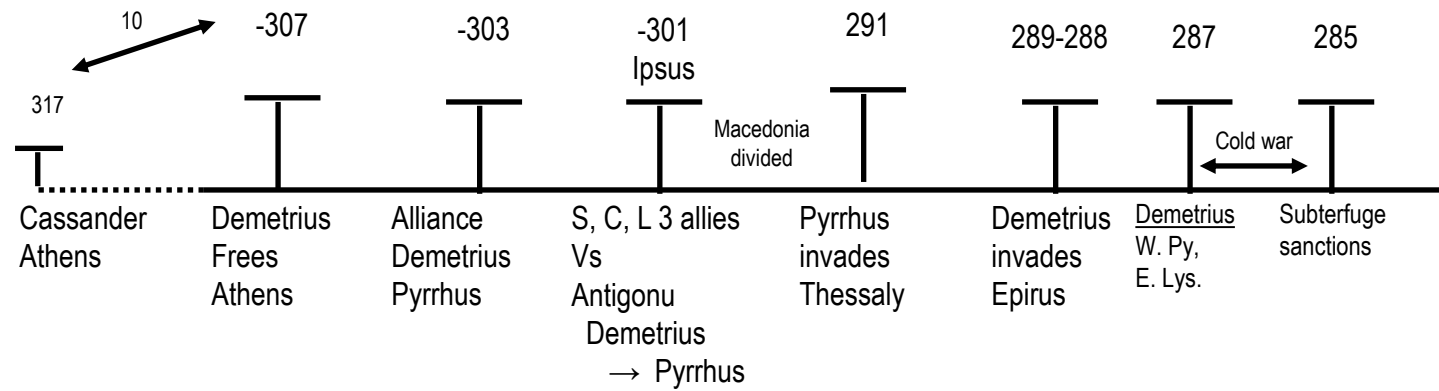 10
-307
-303
-301
Ipsus
291
289-288
287
285
317
Macedonia
divided
Cold war
Cassander
Athens
Demetrius
Frees
Athens
Alliance
Demetrius
Pyrrhus
S, C, L 3 allies
Vs
Antigonu
Demetrius
→ Pyrrhus
Pyrrhus
invades
Thessaly
Demetrius
invades
Epirus
Demetrius
W. Py,
E. Lys.
Subterfuge
sanctions